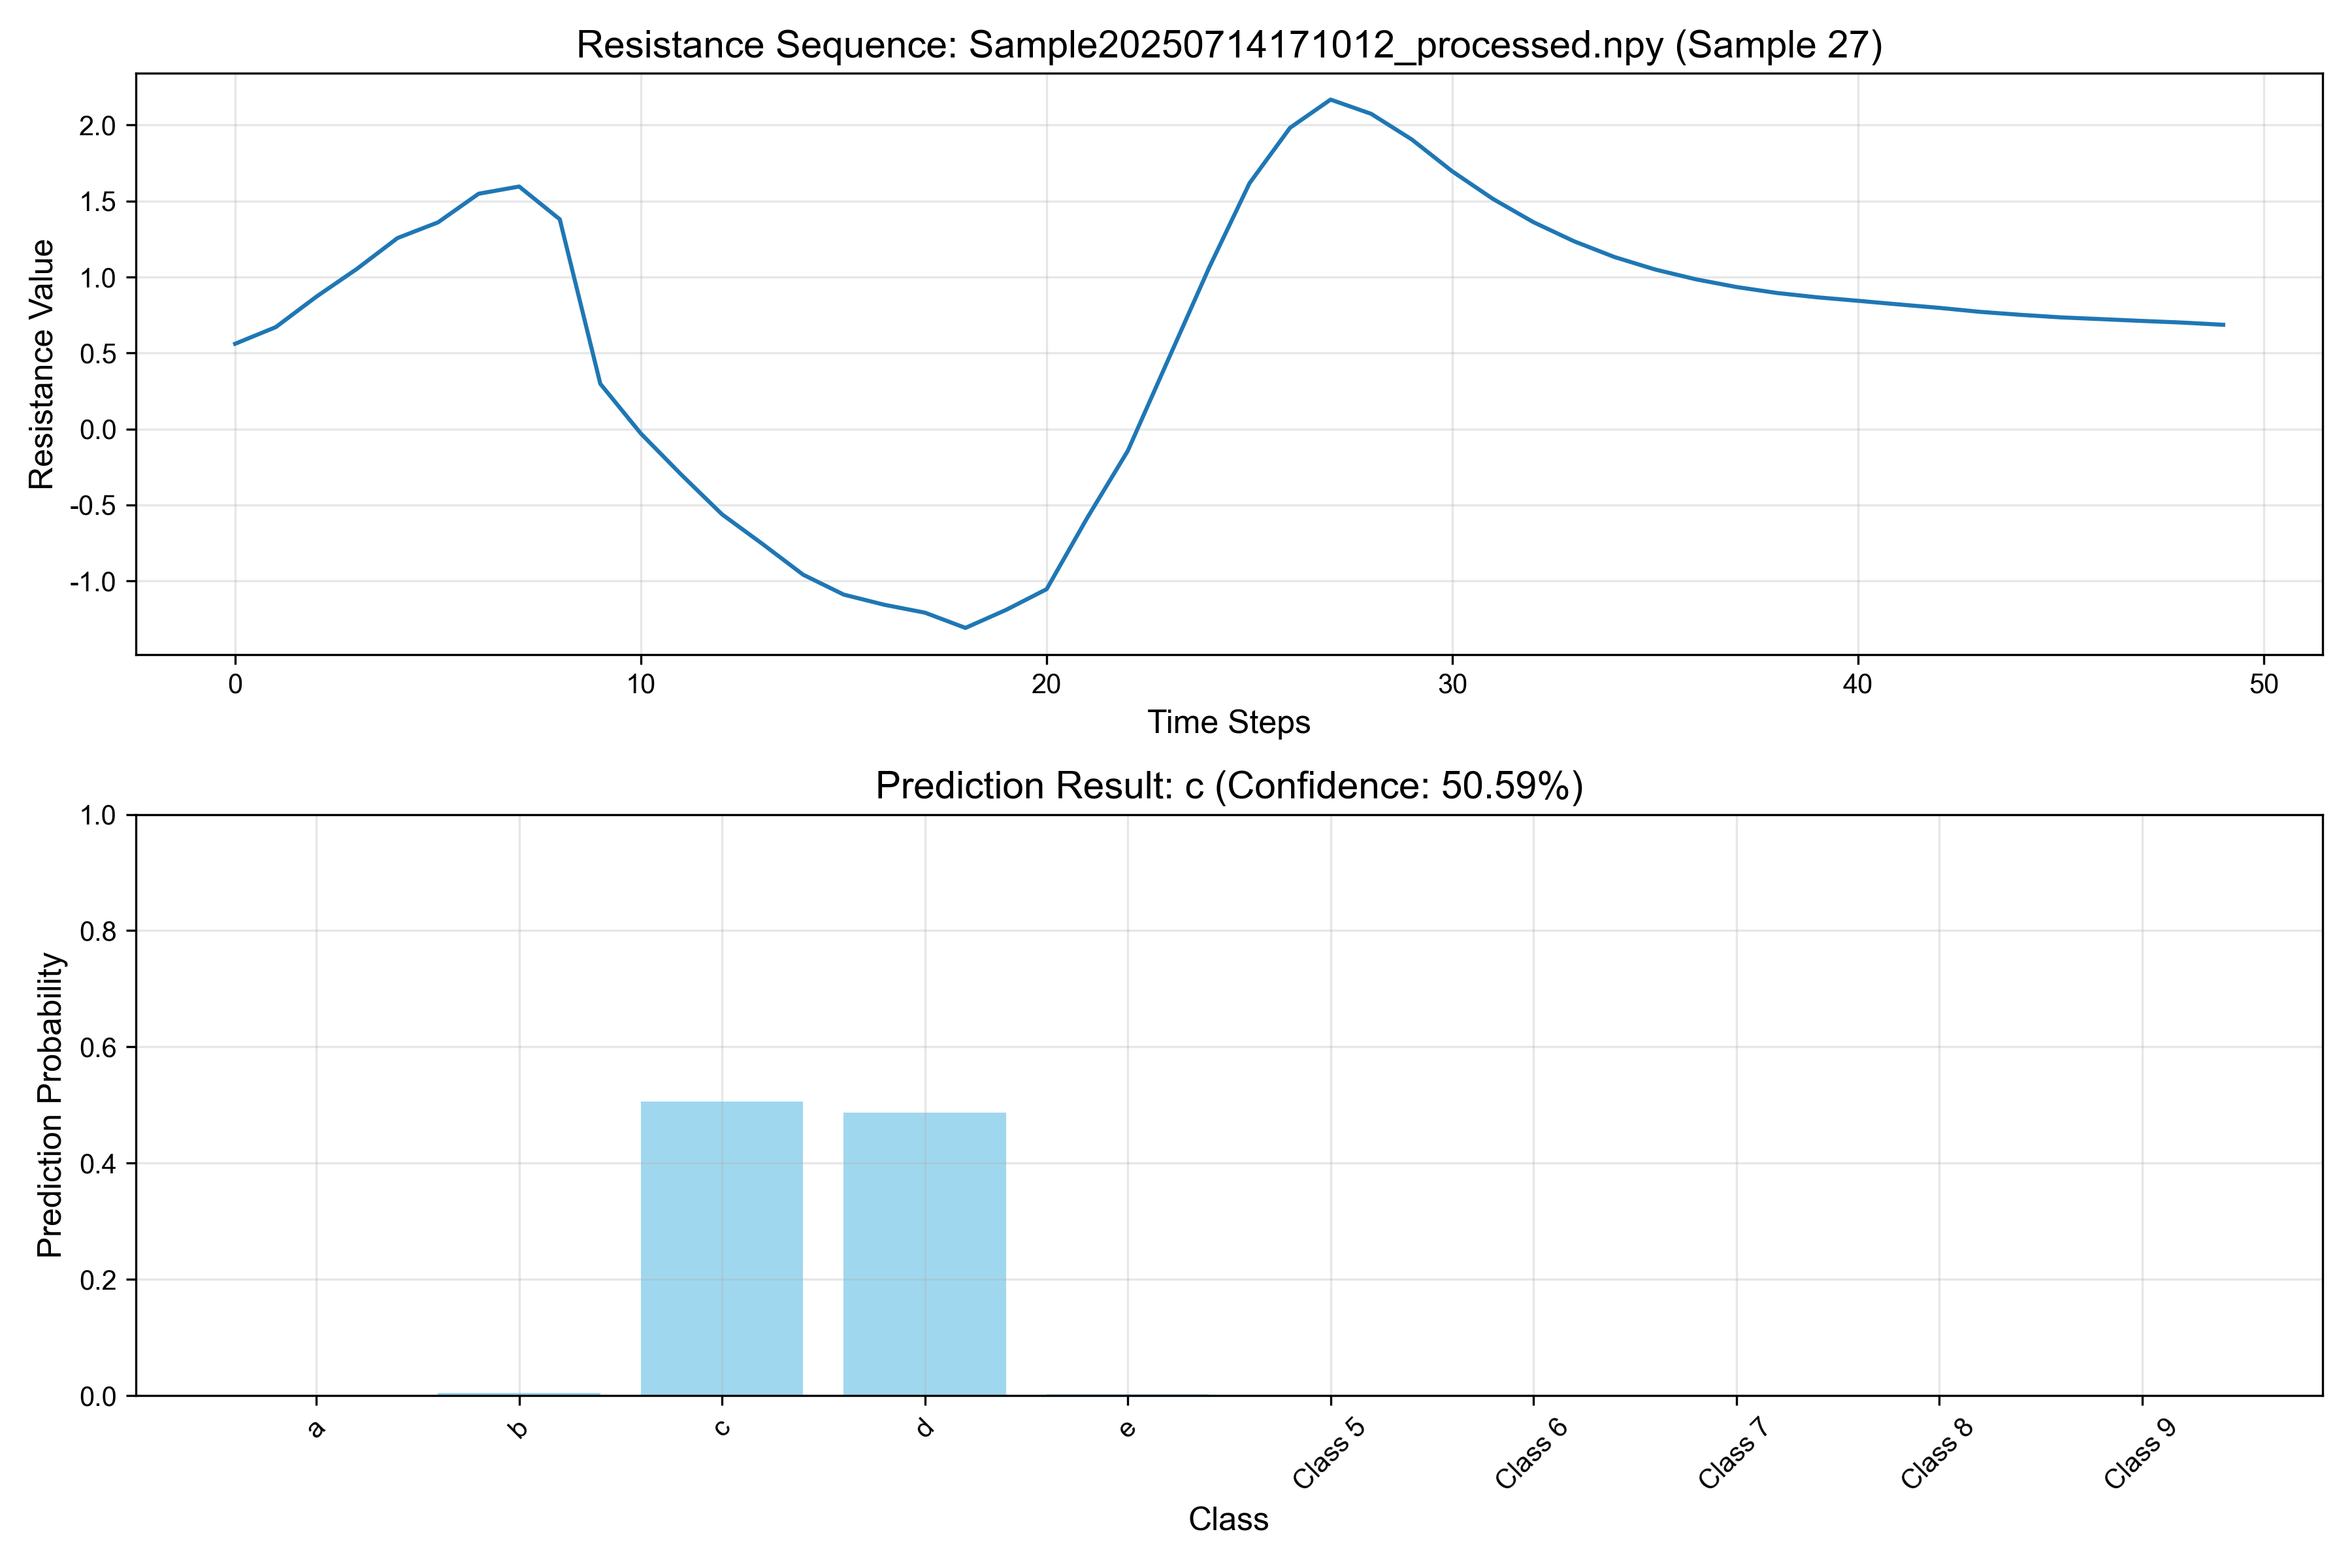 Resistance Sequence: Sample20250714171012_processed.npy (Sample 27)
Resistance Value
2.0
1.5
1.0
0.5
0.0
-0.5
-1.0
0 10 20 30 40 50
Time Steps
Prediction Result: c (Confidence: 50.59%)
Prediction Probability
1.0
0.8
0.6
0.4
0.2
0.0
a b c d e Class 5 Class 6 Class 7 Class 8 Class 9
Class